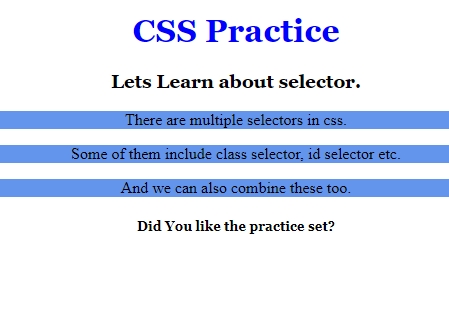 CSS Practice
Lets Learn about selector.
There are multiple selectors in css.
Some of them include class selector, id selector etc.
And we can also combine these too.
Did You like the practice set?